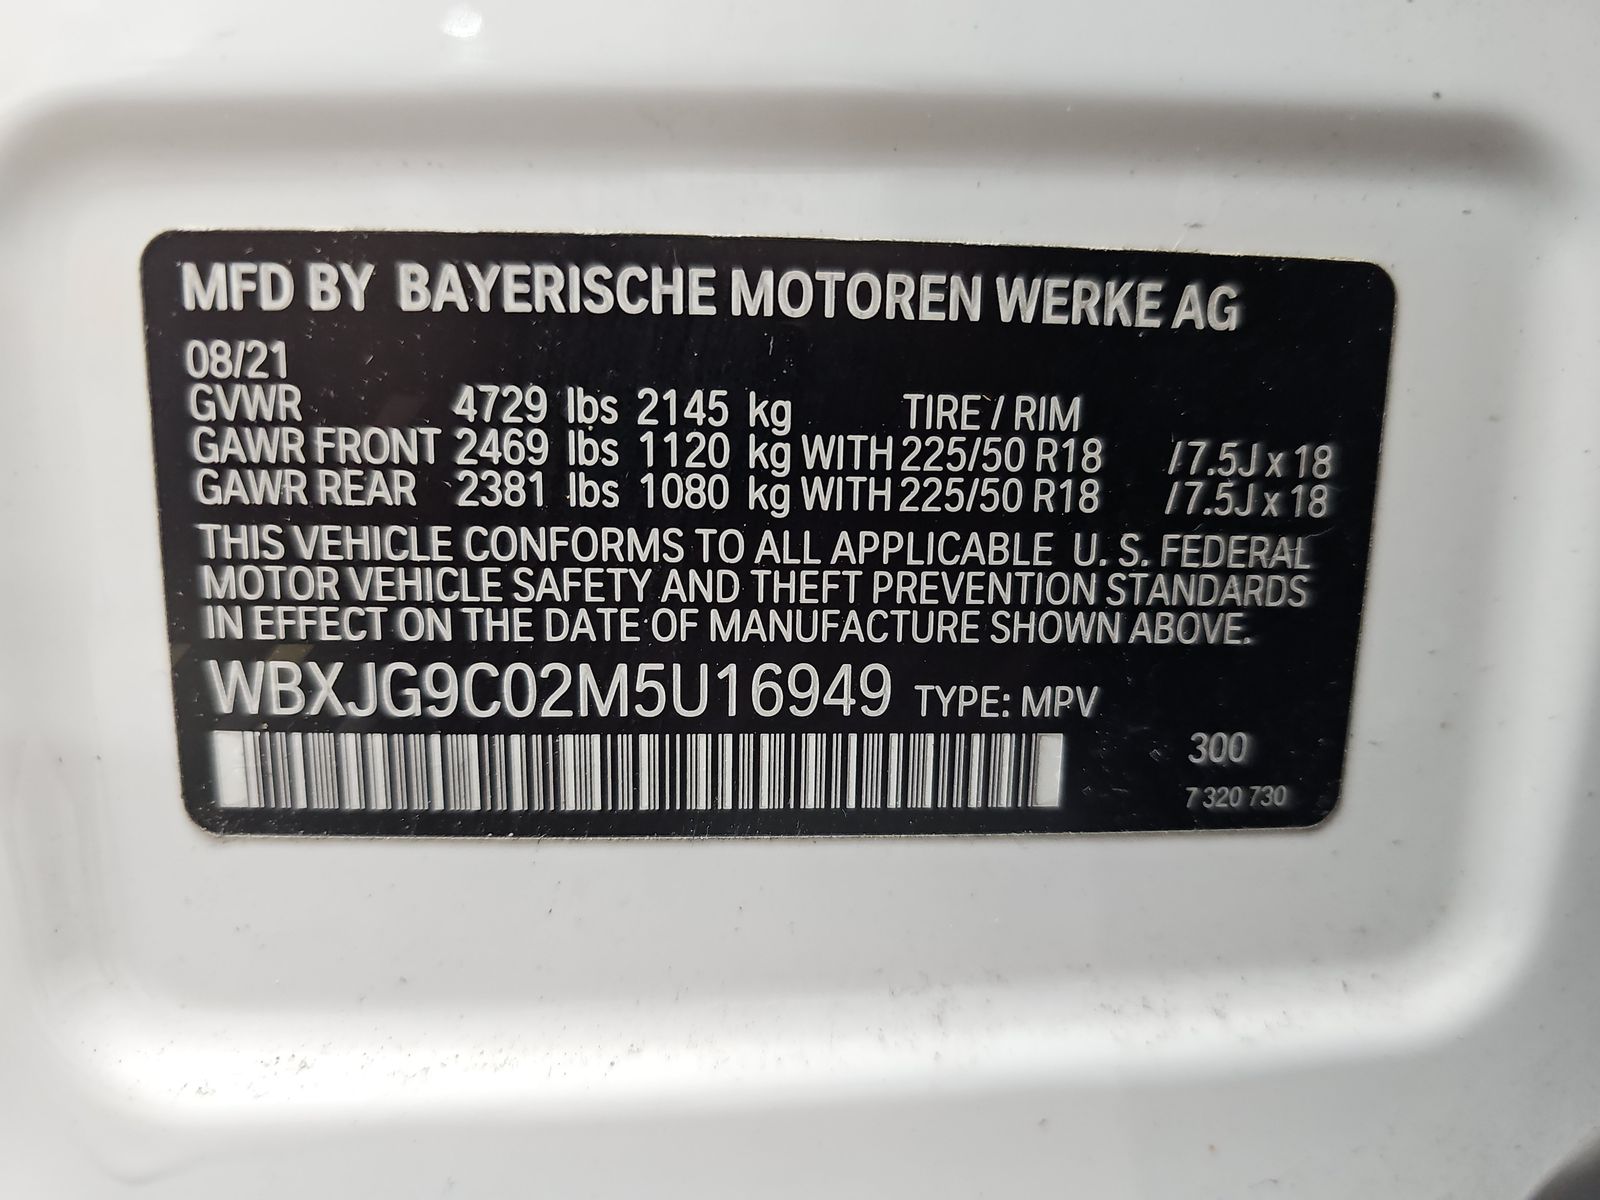 MFD BY BAYERISCHE MOTOREN WERKE AG
08/21
GVWR 4729 lbs 2145 kg TIRE / RIM
GAWR FRONT 2469 lbs 1120 kg WITH 225/50 R18 /7.5J x 18
GAWR REAR 2381 lbs 1080 kg WITH 225/50 R18 /7.5J x 18
THIS VEHICLE CONFORMS TO ALL APPLICABLE U. S. FEDERAL
MOTOR VEHICLE SAFETY AND THEFT PREVENTION STANDARDS
IN EFFECT ON THE DATE OF MANUFACTURE SHOWN ABOVE.
WBXJG9C02M5U16949 TYPE: MPV
300
7 320 730